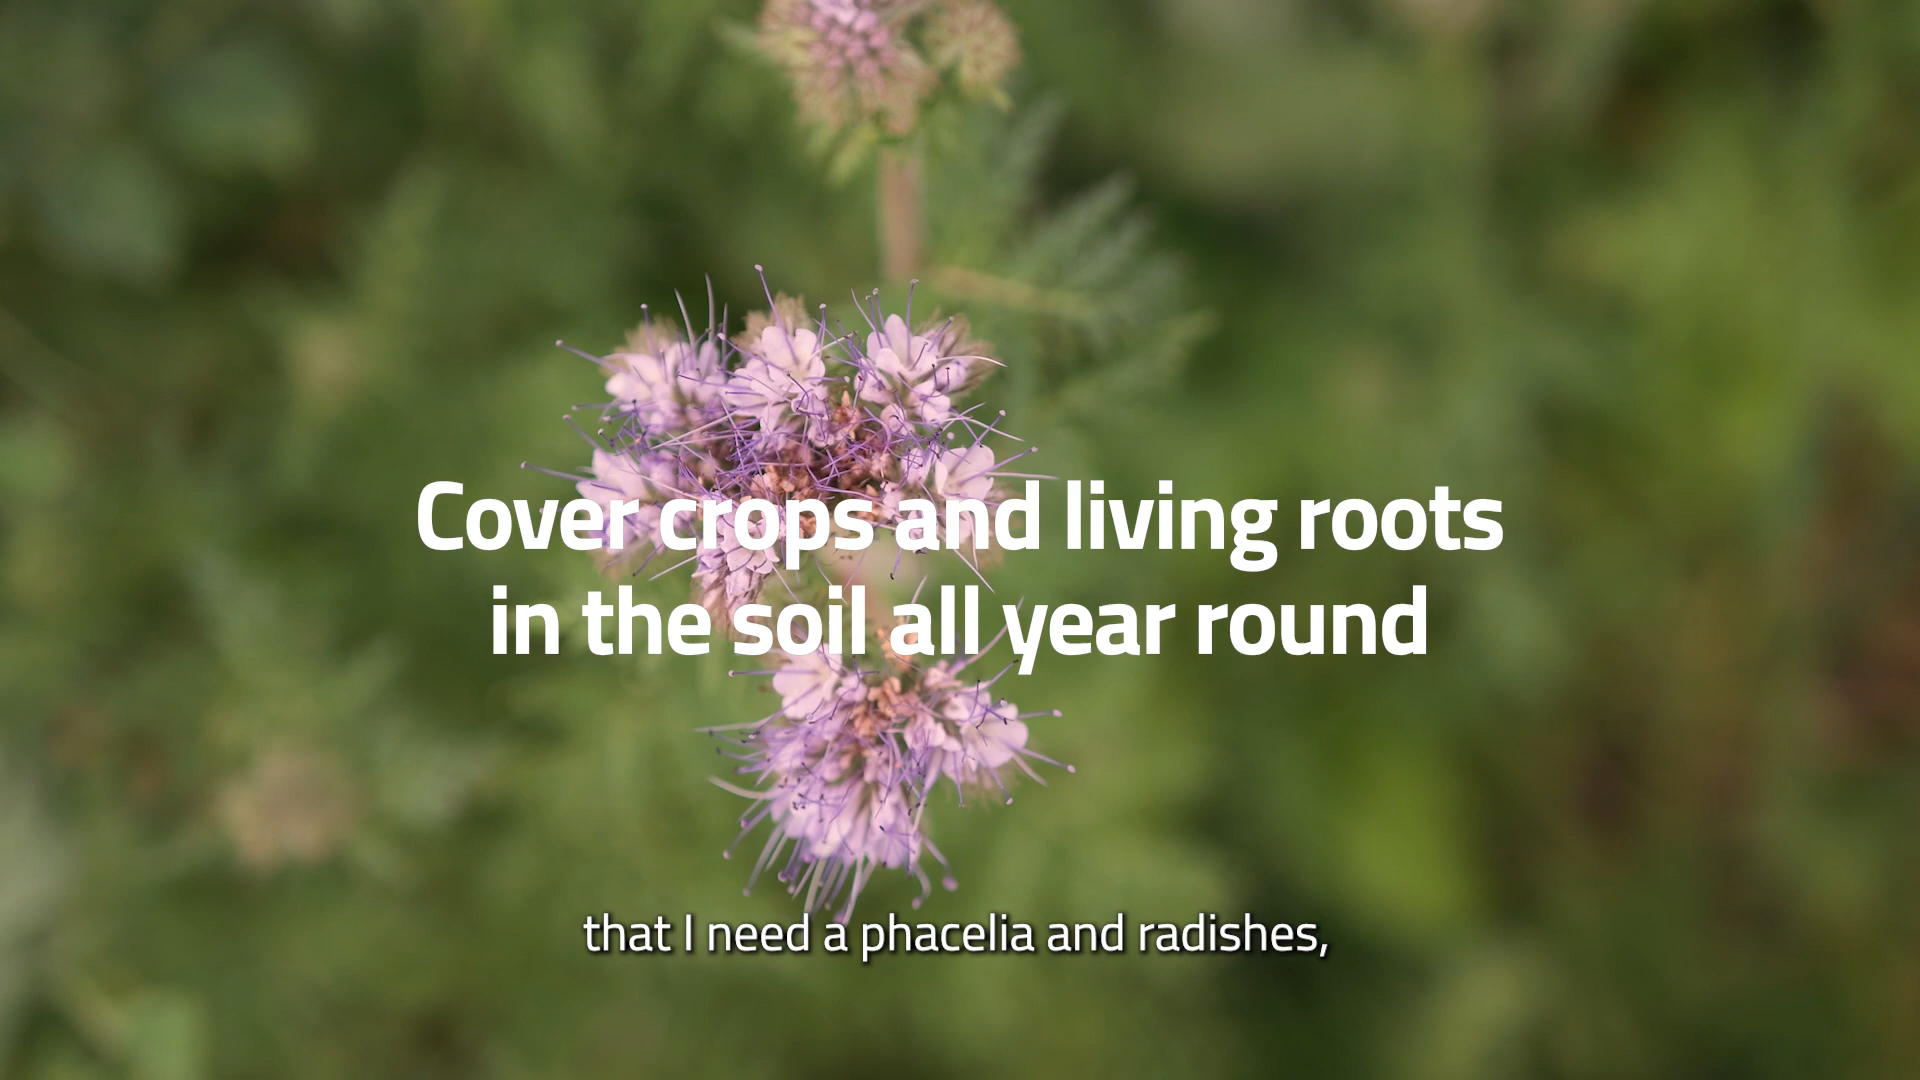 Cover crops and living roots
in the soil all year round
that I need a phacelia and radishes,